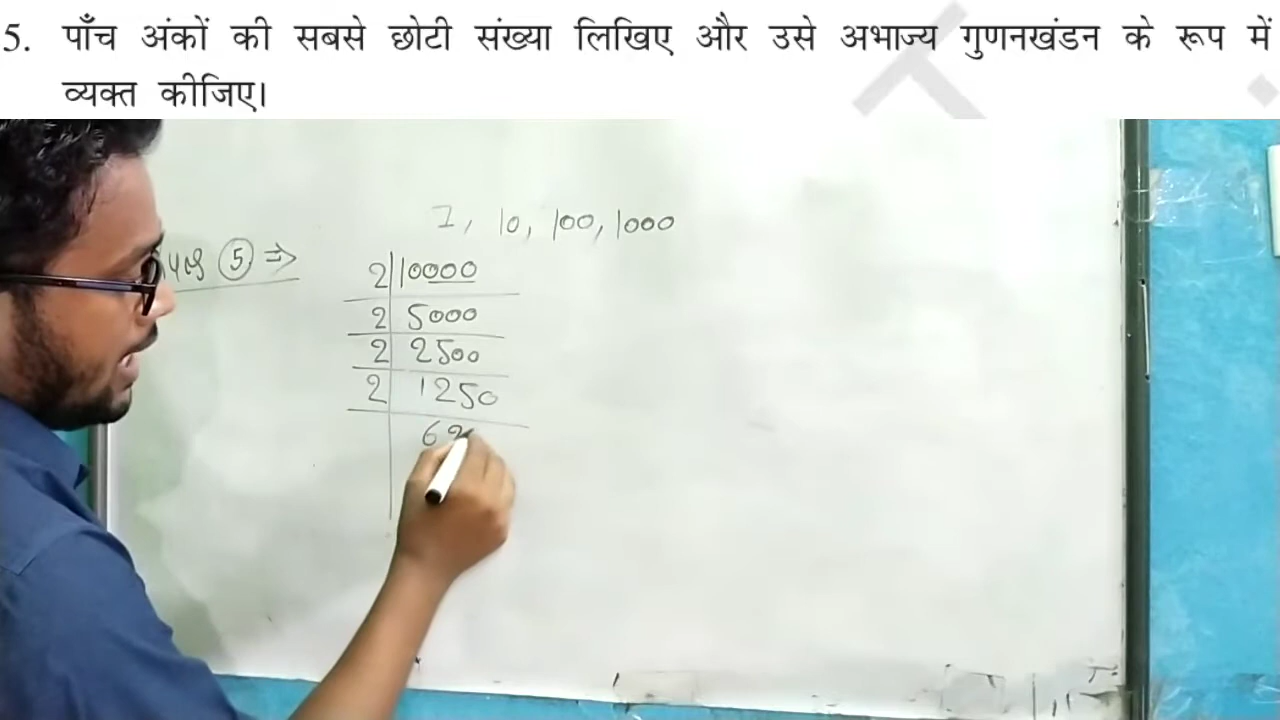 5. पाँच अंकों की सबसे छोटी संख्या लिखिए और उसे अभाज्य गुणनखंडन के रूप में
व्यक्त कीजिए।
1, 10, 100, 1000
5 ⇒
2 | 10000
2 | 5000
2 | 2500
2 | 1250
62